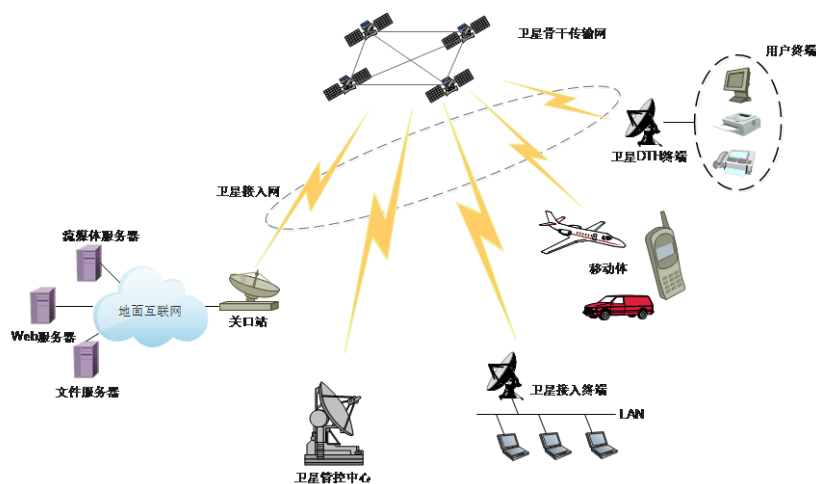 卫星骨干传输网
用户终端
卫星DTH终端
卫星接入网
流媒体服务器
移动体
地面互联网
关口站
Web服务器
文件服务器
卫星接入终端
LAN
卫星管控中心